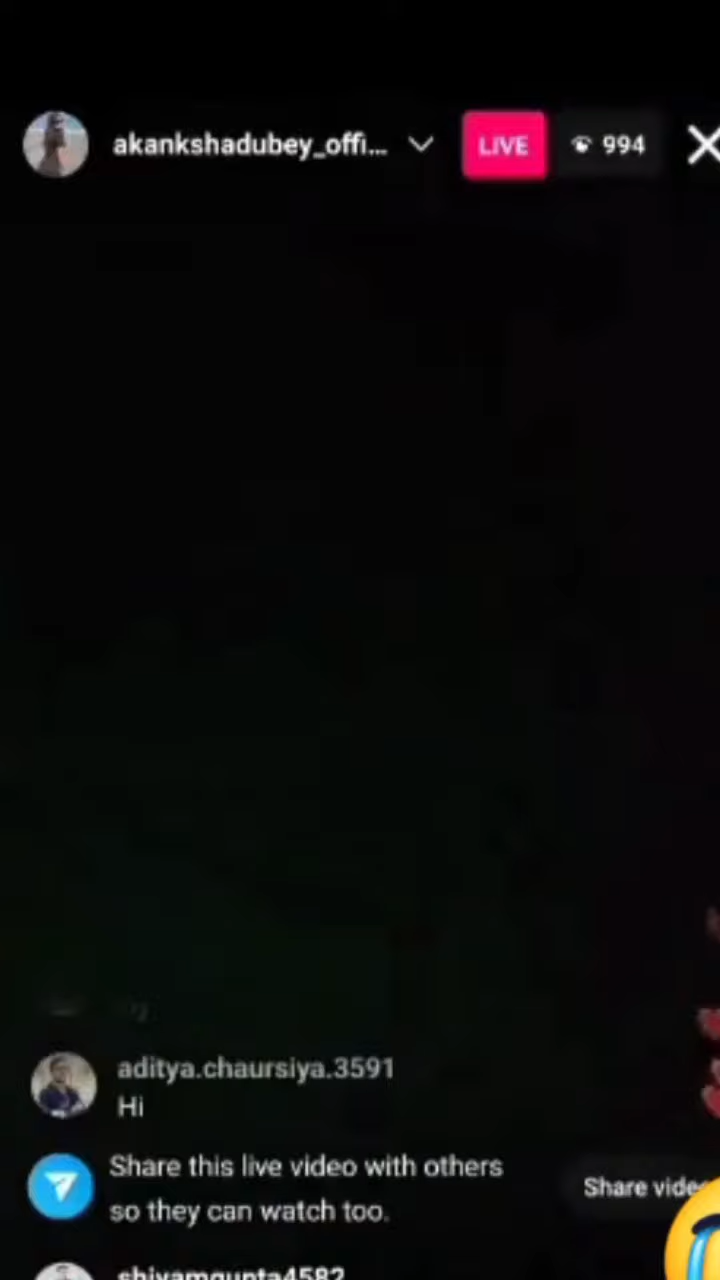 akankshadubey_offi... LIVE 994
aditya.chaursiya.3591
Hi
Share this live video with others
so they can watch too.
Share vide
shivamgupta4582